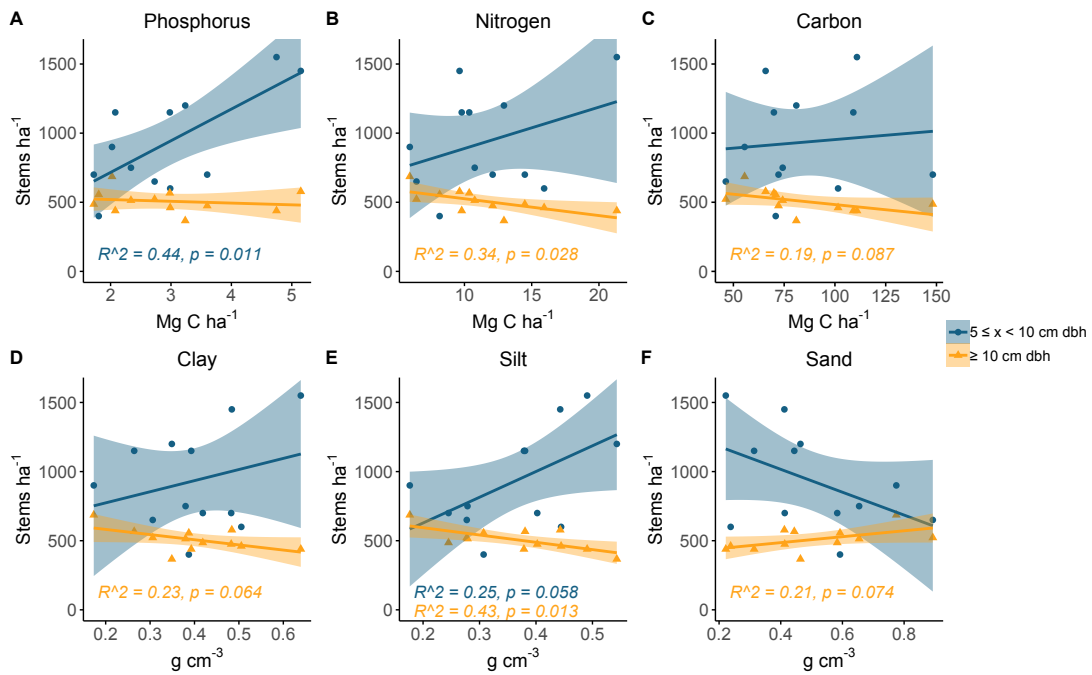 A
Phosphorus
Stems ha-1
1500
1000
500
0
R^2 = 0.44, p = 0.011
2 3 4 5
Mg C ha-1
B
Nitrogen
Stems ha-1
1500
1000
500
0
R^2 = 0.34, p = 0.028
10 15 20
Mg C ha-1
C
Carbon
Stems ha-1
1500
1000
500
0
R^2 = 0.19, p = 0.087
50 75 100 125 150
Mg C ha-1
5 ≤ x < 10 cm dbh
≥ 10 cm dbh
D
Clay
Stems ha-1
1500
1000
500
0
R^2 = 0.23, p = 0.064
0.2 0.3 0.4 0.5 0.6
g cm-3
E
Silt
Stems ha-1
1500
1000
500
0
R^2 = 0.25, p = 0.058
R^2 = 0.43, p = 0.013
0.2 0.3 0.4 0.5
g cm-3
F
Sand
Stems ha-1
1500
1000
500
0
R^2 = 0.21, p = 0.074
0.2 0.4 0.6 0.8
g cm-3